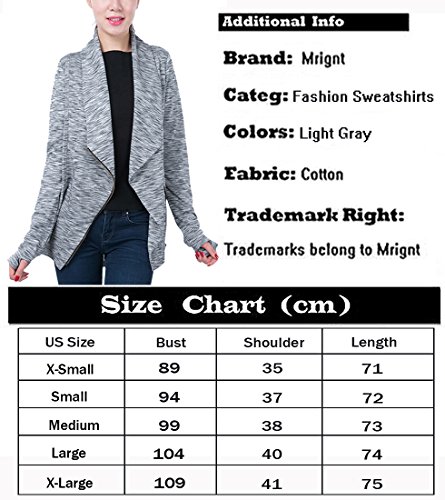 Additional Info
Brand: Mrignt
Categ: Fashion Sweatshirts
Colors: Light Gray
Fabric: Cotton
Trademark Right:
Trademarks belong to Mrignt
Size Chart (cm)
US Size Bust Shoulder Length
X-Small 89 35 71
Small 94 37 72
Medium 99 38 73
Large 104 40 74
X-Large 109 41 75